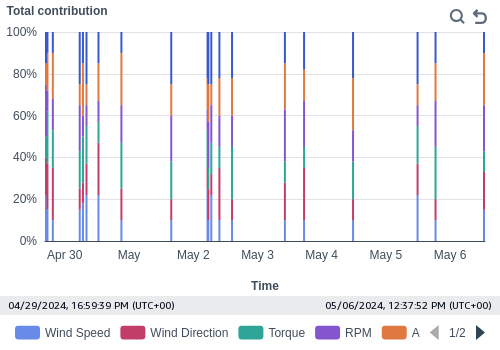 Total contribution
100%
80%
60%
40%
20%
0%
Apr 30 May May 2 May 3 May 4 May 5 May 6
Time
04/29/2024, 16:59:39 PM (UTC+00) 05/06/2024, 12:37:52 PM (UTC+00)
Wind Speed Wind Direction Torque RPM A 1/2